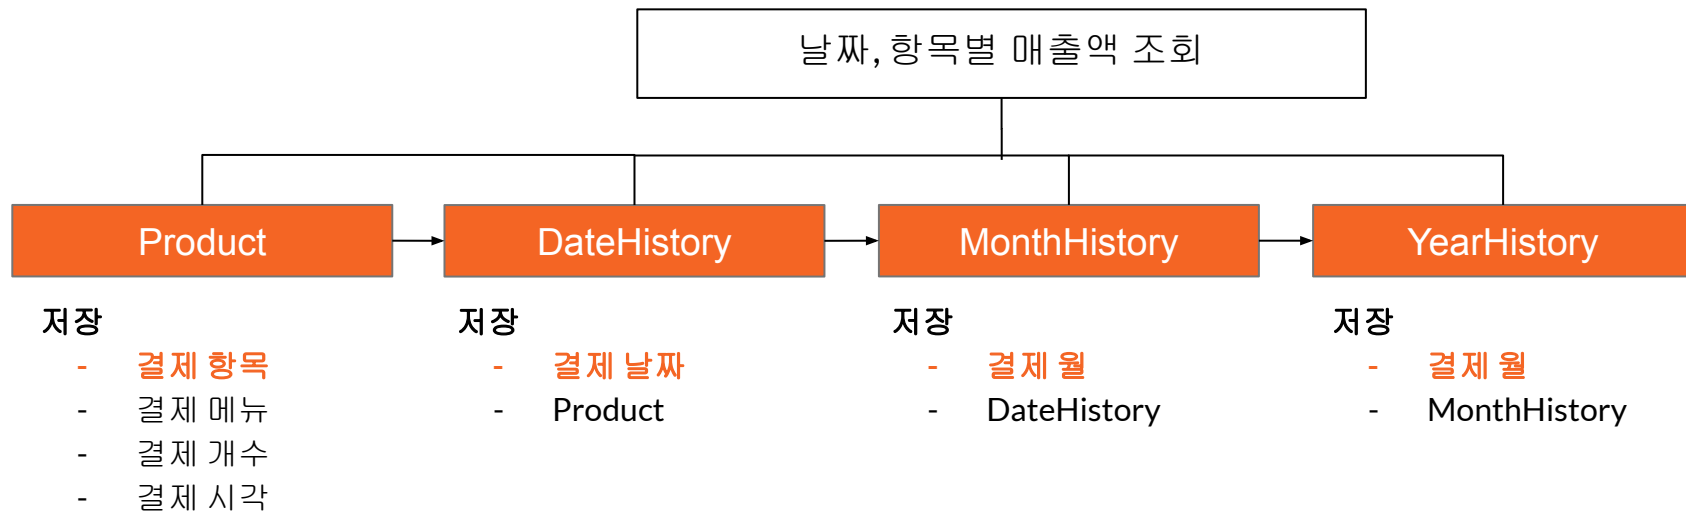 날짜, 항목별 매출액 조회
Product
DateHistory
MonthHistory
YearHistory
저장
- 결제 항목
- 결제 메뉴
- 결제 개수
- 결제 시각
저장
- 결제 날짜
- Product
저장
- 결제 월
- DateHistory
저장
- 결제 월
- MonthHistory